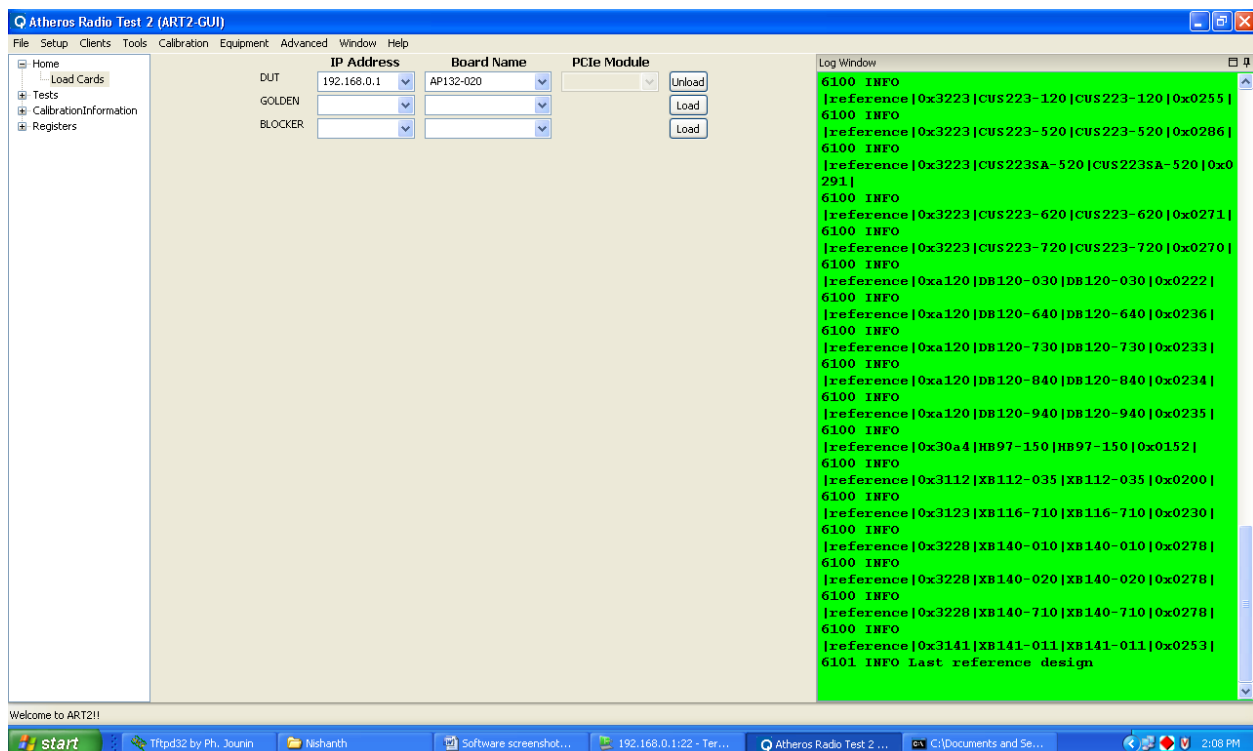 Atheros Radio Test 2 (ART2-GUI)
File Setup Clients Tools Calibration Equipment Advanced Window Help
Home
Load Cards
Tests
CalibrationInformation
Registers
IP Address Board Name PCIe Module
DUT 192.168.0.1 AP132-020 Unload
GOLDEN Load
BLOCKER Load
Log Window
6100 INFO
|reference|0x3223|CUS223-120|CUS223-120|0x0255|
6100 INFO
|reference|0x3223|CUS223-520|CUS223-520|0x0286|
6100 INFO
|reference|0x3223|CUS223SA-520|CUS223SA-520|0x0
291|
6100 INFO
|reference|0x3223|CUS223-620|CUS223-620|0x0271|
6100 INFO
|reference|0x3223|CUS223-720|CUS223-720|0x0270|
6100 INFO
|reference|0xa120|DB120-030|DB120-030|0x0222|
6100 INFO
|reference|0xa120|DB120-640|DB120-640|0x0236|
6100 INFO
|reference|0xa120|DB120-730|DB120-730|0x0233|
6100 INFO
|reference|0xa120|DB120-840|DB120-840|0x0234|
6100 INFO
|reference|0xa120|DB120-940|DB120-940|0x0235|
6100 INFO
|reference|0x30a4|HB97-150|HB97-150|0x0152|
6100 INFO
|reference|0x3112|XB112-035|XB112-035|0x0200|
6100 INFO
|reference|0x3123|XB116-710|XB116-710|0x0230|
6100 INFO
|reference|0x3228|XB140-010|XB140-010|0x0278|
6100 INFO
|reference|0x3228|XB140-020|XB140-020|0x0278|
6100 INFO
|reference|0x3228|XB140-710|XB140-710|0x0278|
6100 INFO
|reference|0x3141|XB141-011|XB141-011|0x0253|
6101 INFO Last reference design
Welcome to ART2!!
start Tftpd32 by Ph. Jounin Nishanth Software screenshot... 192.168.0.1:22 - Ter... Atheros Radio Test 2 ... C:\Documents and Se... 2:08 PM